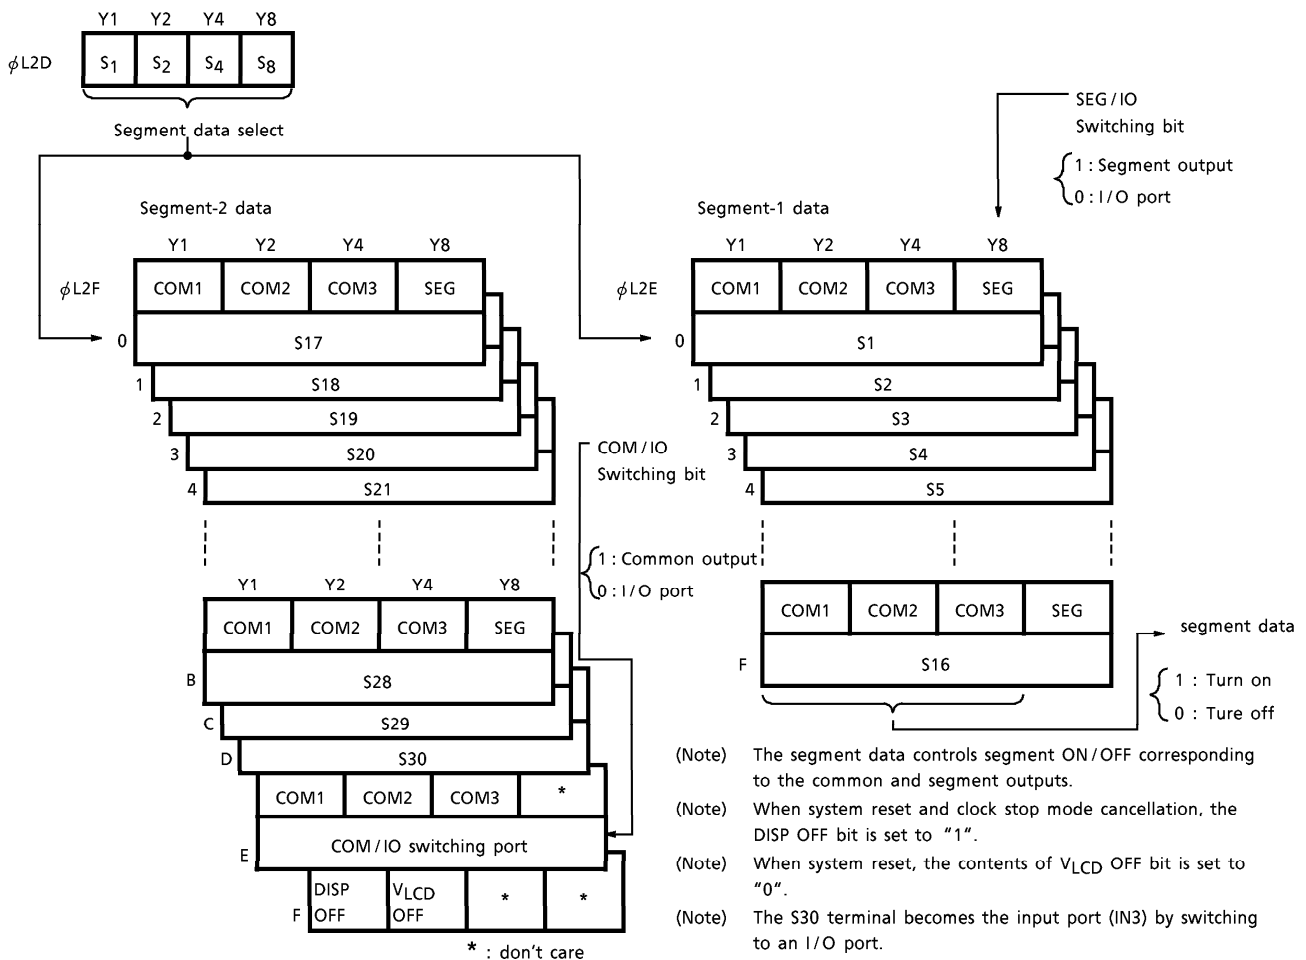 Y1 Y2 Y4 Y8
φL2D S1 S2 S4 S8
Segment data select
SEG/IO
Switching bit
1 : Segment output
0 : I/O port
Segment-2 data
Y1 Y2 Y4 Y8
φL2F COM1 COM2 COM3 SEG
0 S17
1 S18
2 S19
3 S20
4 S21
Segment-1 data
Y1 Y2 Y4 Y8
φL2E COM1 COM2 COM3 SEG
0 S1
1 S2
2 S3
3 S4
4 S5
COM/IO
Switching bit
1 : Common output
0 : I/O port
Y1 Y2 Y4 Y8
COM1 COM2 COM3 SEG
B S28
C S29
D S30
COM1 COM2 COM3 *
E COM/IO switching port
DISP VLCD * *
F OFF OFF
* : don't care
COM1 COM2 COM3 SEG
F S16
segment data
1 : Turn on
0 : Ture off
(Note) The segment data controls segment ON/OFF corresponding
to the common and segment outputs.
(Note) When system reset and clock stop mode cancellation, the
DISP OFF bit is set to "1".
(Note) When system reset, the contents of VLCD OFF bit is set to
"0".
(Note) The S30 terminal becomes the input port (IN3) by switching
to an I/O port.